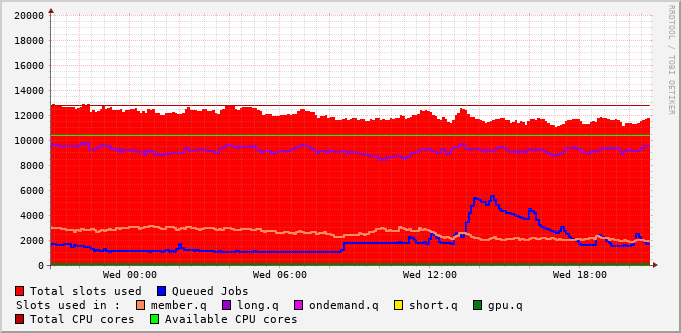 20000
18000
16000
14000
12000
10000
8000
6000
4000
2000
0
Wed 00:00 Wed 06:00 Wed 12:00 Wed 18:00
RRDTOOL / TOBI OETIKER
Total slots used Queued Jobs
Slots used in : member.q long.q ondemand.q short.q gpu.q
Total CPU cores Available CPU cores